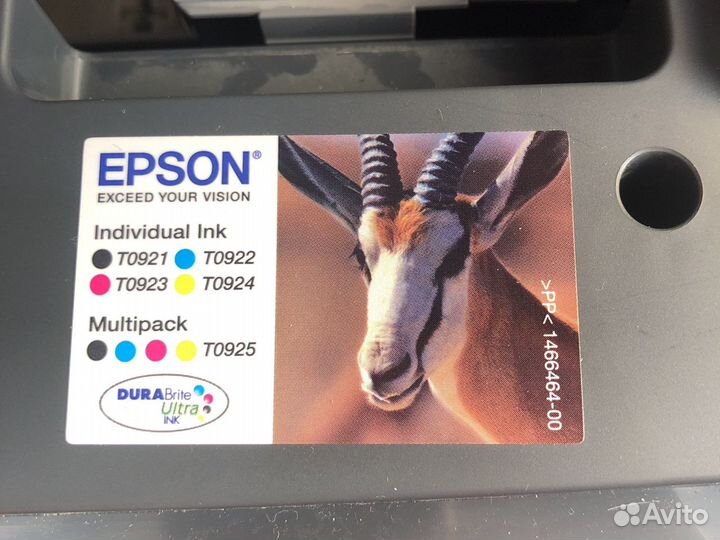 EPSON®
EXCEED YOUR VISION
Individual Ink
T0921 T0922
T0923 T0924
Multipack
T0925
DURABrite
Ultra
INK
>PP< 1466464-00
Avito